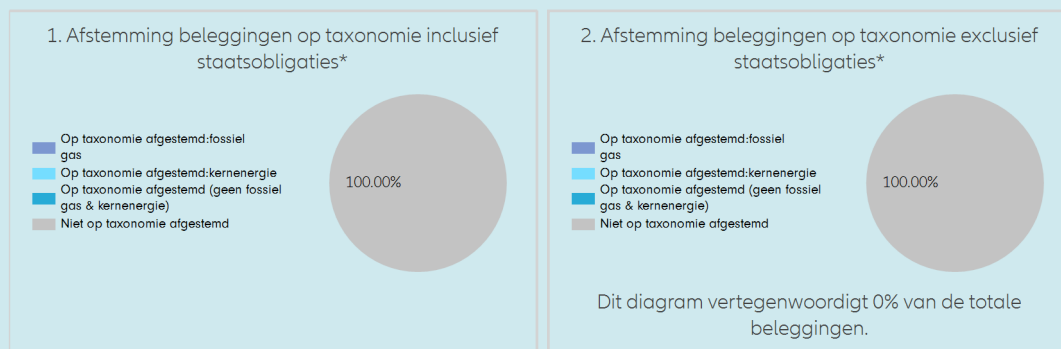 1. Afstemming beleggingen op taxonomie inclusief
staatsobligaties*
Op taxonomie afgestemd:fossiel
gas
Op taxonomie afgestemd:kernenergie
Op taxonomie afgestemd (geen fossiel
gas & kernenergie)
Niet op taxonomie afgestemd
100.00%
2. Afstemming beleggingen op taxonomie exclusief
staatsobligaties*
Op taxonomie afgestemd:fossiel
gas
Op taxonomie afgestemd:kernenergie
Op taxonomie afgestemd (geen fossiel
gas & kernenergie)
Niet op taxonomie afgestemd
100.00%
Dit diagram vertegenwoordigt 0% van de totale
beleggingen.